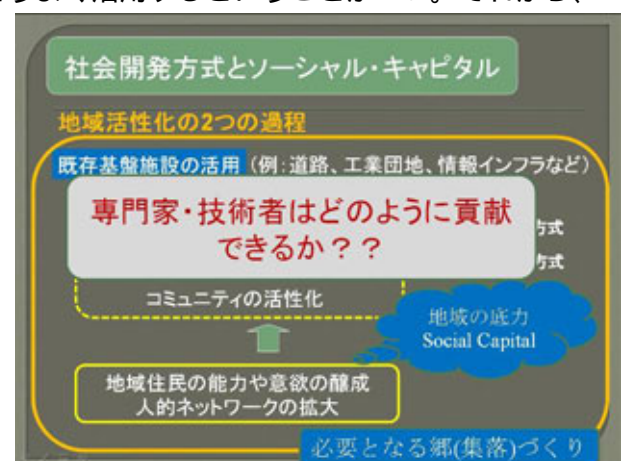 社会開発方式とソーシャル・キャピタル
地域活性化の2つの過程
既存基盤施設の活用（例：道路、工業団地、情報インフラなど）
専門家・技術者はどのように貢献
できるか？？
方式
方式
コミュニティの活性化
地域の底力
Social Capital
地域住民の能力や意欲の醸成
人的ネットワークの拡大
必要となる郷(集落)づくり